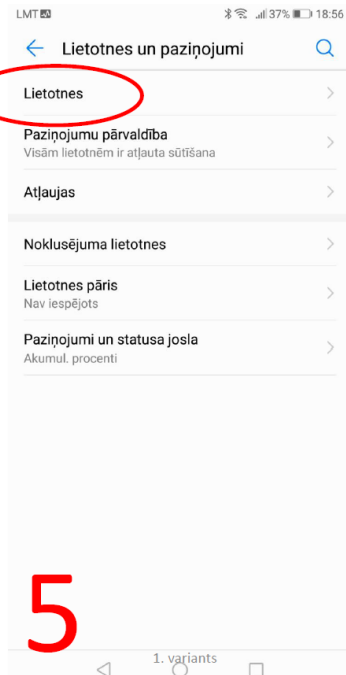 LMT 37% 18:56
Lietotnes un paziņojumi
Lietotnes
Paziņojumu pārvaldība
Visām lietotnēm ir atļauta sūtīšana
Atļaujas
Noklusējuma lietotnes
Lietotnes pāris
Nav iespējots
Paziņojumi un statusa josla
Akumul. procenti
5
1. variants